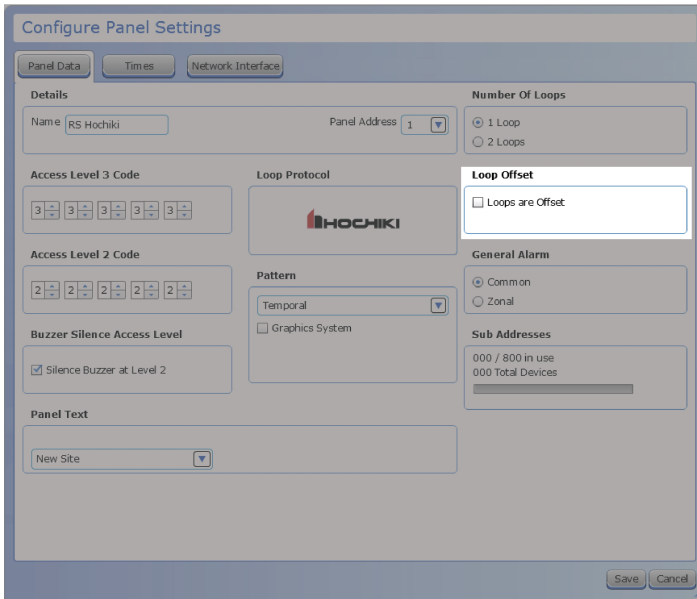 Configure Panel Settings
Panel Data
Times
Network Interface
Details
Name RS Hochiki
Panel Address 1
Number Of Loops
1 Loop
2 Loops
Access Level 3 Code
3 3 3 3 3
Loop Protocol
HOCHIKI
Loop Offset
Loops are Offset
Access Level 2 Code
2 2 2 2 2
Pattern
Temporal
Graphics System
General Alarm
Common
Zonal
Buzzer Silence Access Level
Silence Buzzer at Level 2
Sub Addresses
000 / 800 in use
000 Total Devices
Panel Text
New Site
Save
Cancel